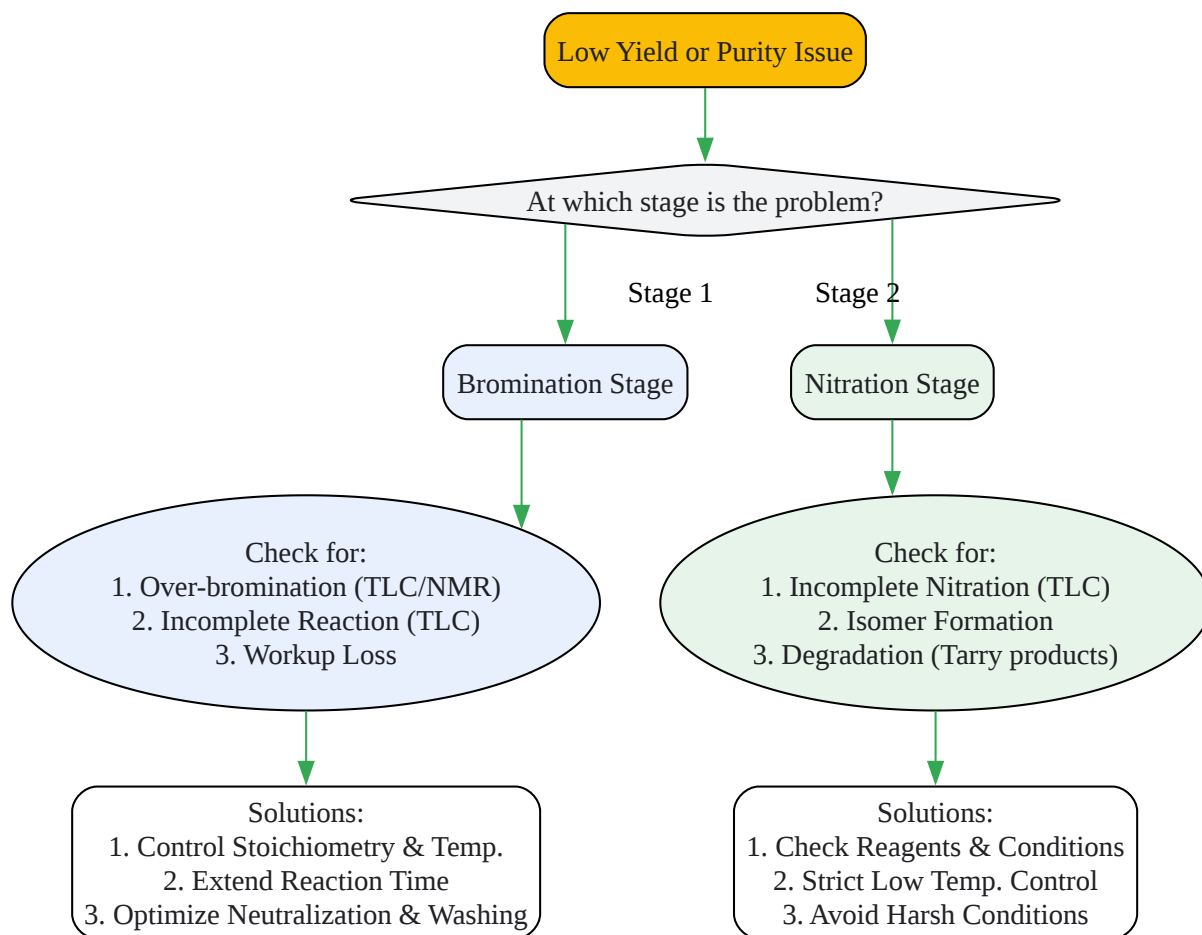 Low Yield or Purity Issue
At which stage is the problem?
Stage 1
Stage 2
Bromination Stage
Nitration Stage
Check for:
1. Over-bromination (TLC/NMR)
2. Incomplete Reaction (TLC)
3. Workup Loss
Check for:
1. Incomplete Nitration (TLC)
2. Isomer Formation
3. Degradation (Tarry products)
Solutions:
1. Control Stoichiometry & Temp.
2. Extend Reaction Time
3. Optimize Neutralization & Washing
Solutions:
1. Check Reagents & Conditions
2. Strict Low Temp. Control
3. Avoid Harsh Conditions